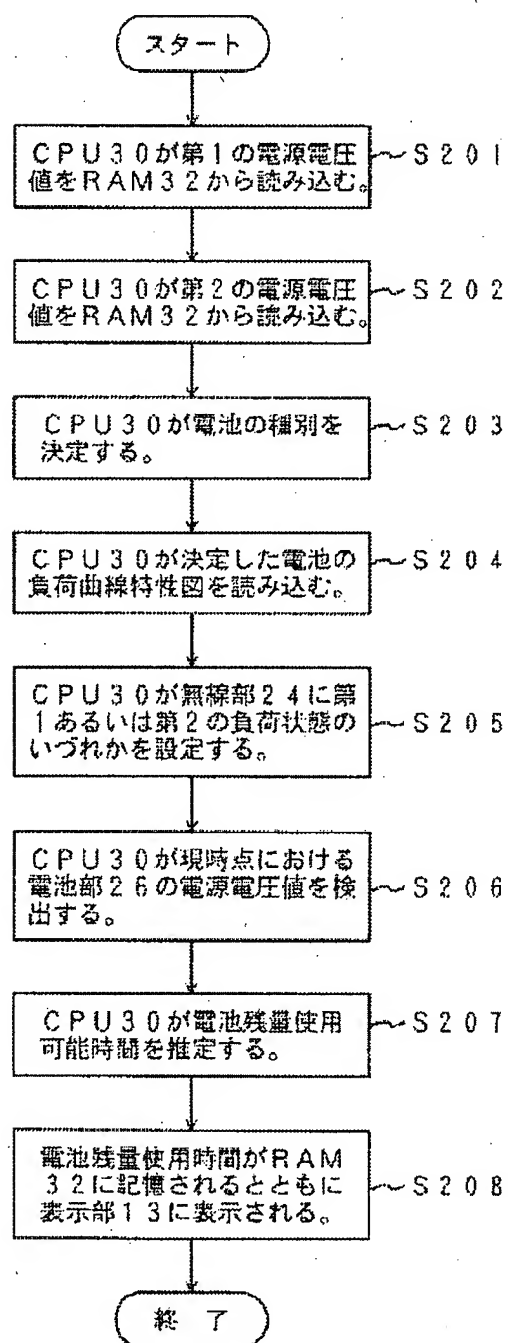 スタート
CPU30が第1の電源電圧
値をRAM32から読み込む。
~S201
CPU30が第2の電源電圧
値をRAM32から読み込む。
~S202
CPU30が電池の種別を
決定する。
~S203
CPU30が決定した電池の
負荷曲線特性図を読み込む。
~S204
CPU30が無線部24に第
1あるいは第2の負荷状態の
いづれかを設定する。
~S205
CPU30が現時点における
電池部26の電源電圧値を検
出する。
~S206
CPU30が電池残量使用
可能時間を推定する。
~S207
電池残量使用時間がRAM
32に記憶されるとともに
表示部13に表示される。
~S208
終了